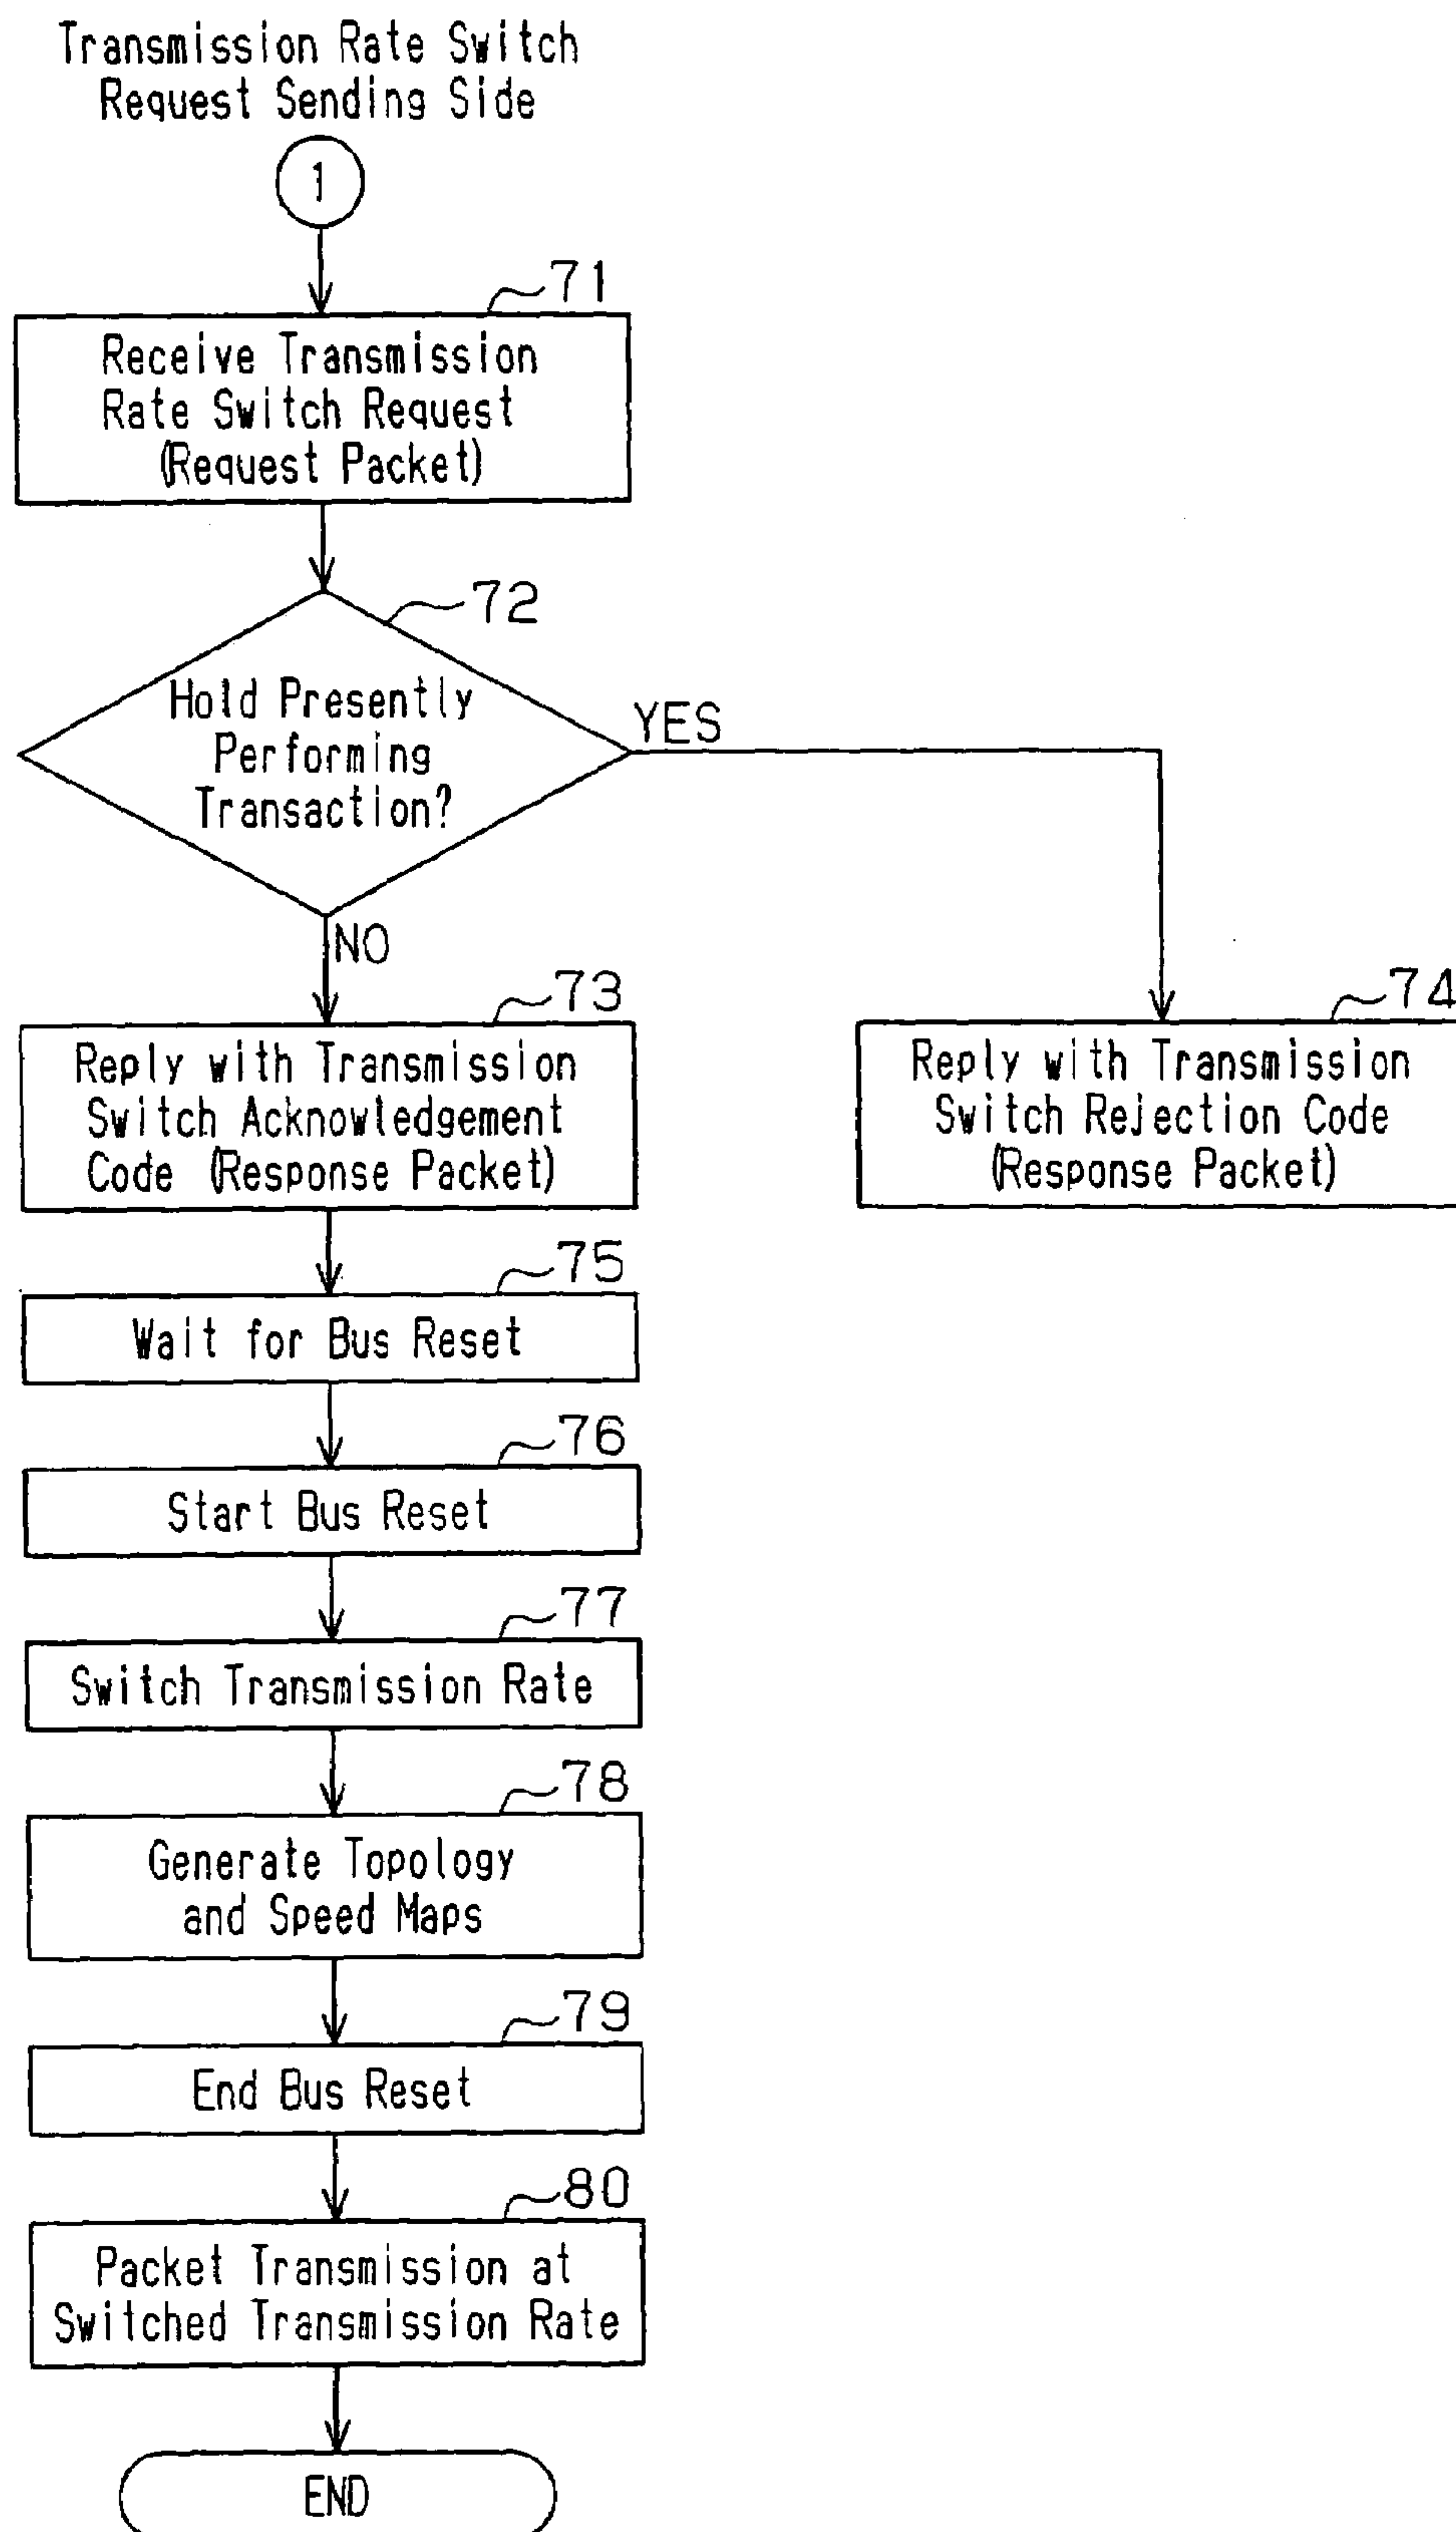 Transmission Rate Switch
Request Sending Side
1
71
Receive Transmission
Rate Switch Request
(Request Packet)
72
Hold Presently
Performing
Transaction?
YES
NO
73
Reply with Transmission
Switch Acknowledgement
Code (Response Packet)
74
Reply with Transmission
Switch Rejection Code
(Response Packet)
75
Wait for Bus Reset
76
Start Bus Reset
77
Switch Transmission Rate
78
Generate Topology
and Speed Maps
79
End Bus Reset
80
Packet Transmission at
Switched Transmission Rate
END